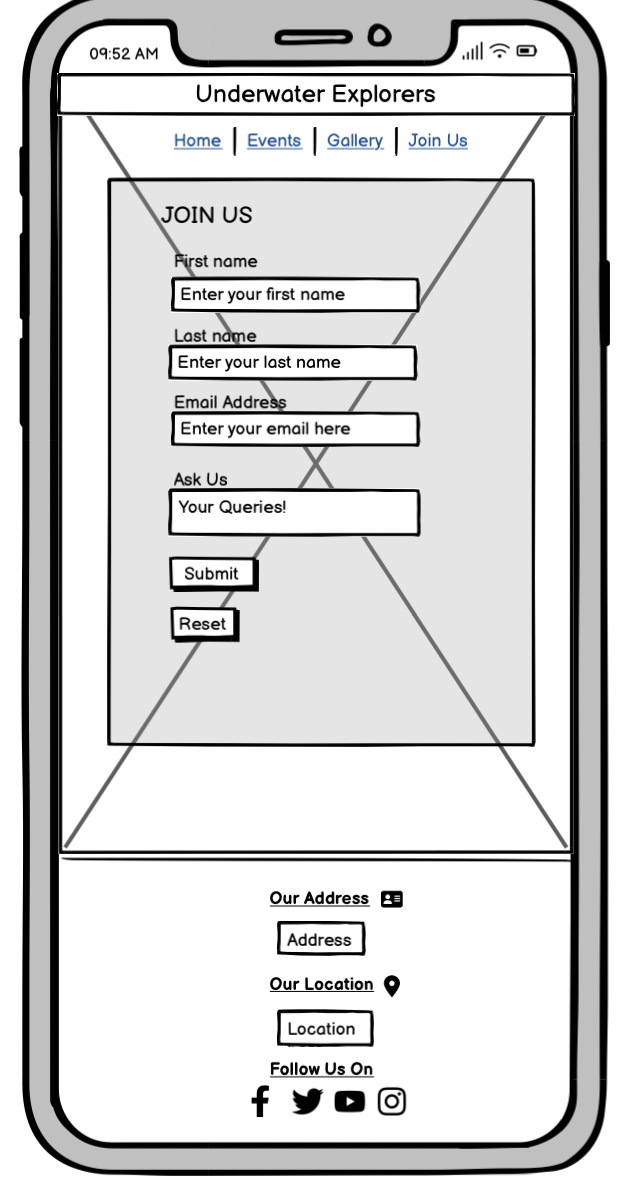 09:52 AM
Underwater Explorers
Home Events Gallery Join Us
JOIN US
First name
Enter your first name
Last name
Enter your last name
Email Address
Enter your email here
Ask Us
Your Queries!
Submit
Reset
Our Address
Address
Our Location
Location
Follow Us On